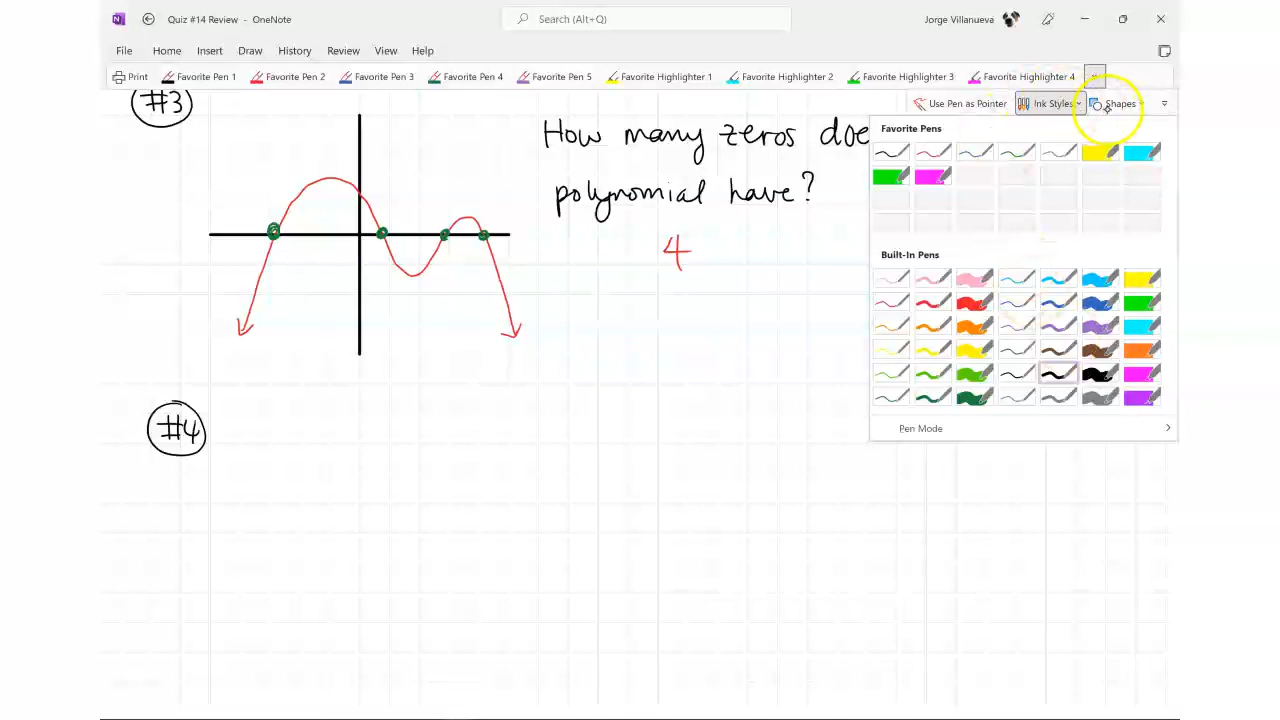 Quiz #14 Review - OneNote
Search (Alt+Q)
Jorge Villanueva
File Home Insert Draw History Review View Help
Print Favorite Pen 1 Favorite Pen 2 Favorite Pen 3 Favorite Pen 4 Favorite Pen 5 Favorite Highlighter 1 Favorite Highlighter 2 Favorite Highlighter 3 Favorite Highlighter 4
Use Pen as Pointer Ink Styles Shapes
Favorite Pens
Built-In Pens
Pen Mode
#3
How many zeros doe
polynomial have?
4
#4